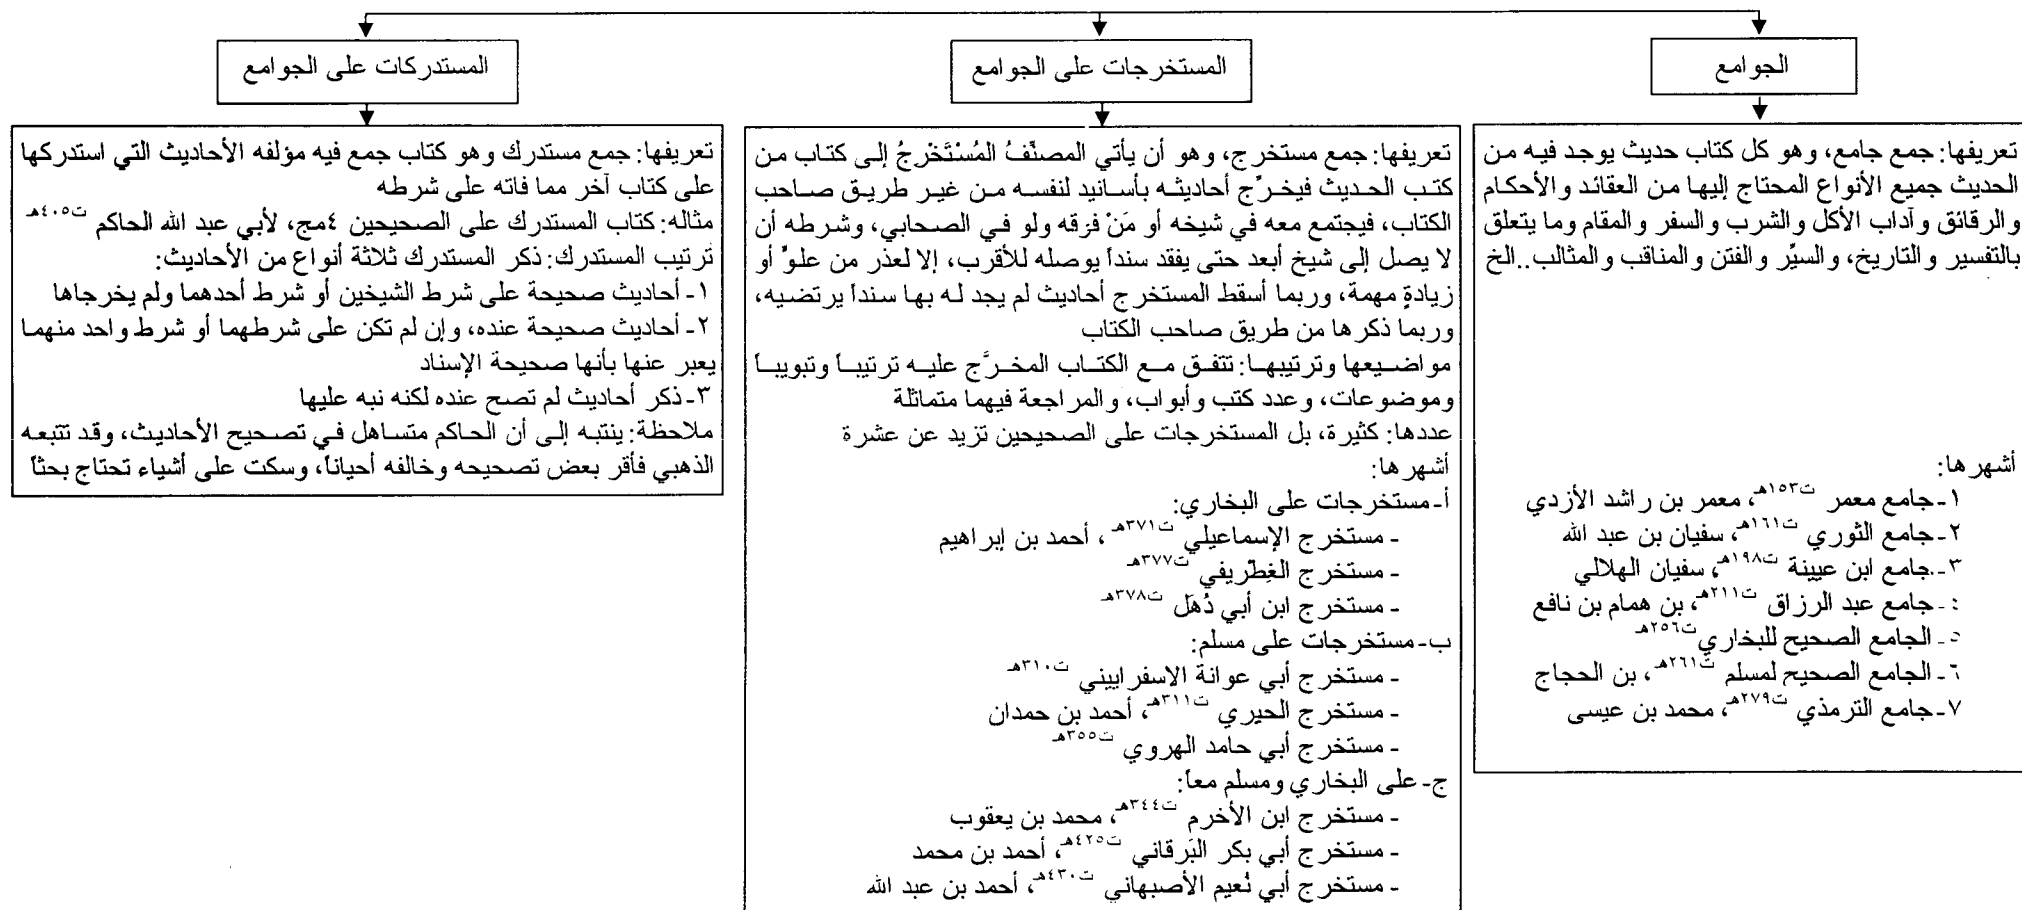 الجوامع
تعريفها: جمع جامع، وهو كل كتاب حديث يوجد فيه من
الحديث جميع الأنواع المحتاج إليها من العقائد والأحكام
والرقائق وآداب الأكل والشرب والسفر والمقام وما يتعلق
بالتفسير والتاريخ، والسيِّر والفتن والمناقب والمثالب..الخ
أشهرها:
١- جامع معمر ت١٥٣هـ، معمر بن راشد الأزدي
٢- جامع الثوري ت١٦١هـ، سفيان بن عبد الله
٣- جامع ابن عيينة ت١٩٨هـ، سفيان الهلالي
٤- جامع عبد الرزاق ت٢١١هـ، بن همام بن نافع
٥- الجامع الصحيح للبخاري ت٢٥٦هـ
٦- الجامع الصحيح لمسلم ت٢٦١هـ، بن الحجاج
٧- جامع الترمذي ت٢٧٩هـ، محمد بن عيسى
المستخرجات على الجوامع
تعريفها: جمع مستخرج، وهو أن يأتي المصنِّفُ المُسْتَخْرِجُ إلى كتاب من
كتب الحديث فيخرِّج أحاديثه بأسانيد لنفسه من غير طريق صاحب
الكتاب، فيجتمع معه في شيخه أو مَنْ فوقه ولو في الصحابي، وشرطه أن
لا يصل إلى شيخ أبعد حتى يفقد سنداً يوصله للأقرب، إلا لعذر من علوٍّ أو
زيادةٍ مهمة، وربما أسقط المستخرج أحاديث لم يجد له بها سنداً يرتضيه،
وربما ذكرها من طريق صاحب الكتاب
مواضيعها وترتيبها: تتفق مع الكتاب المخرَّج عليه ترتيباً وتبويباً
وموضوعات، وعدد كتب وأبواب، والمراجعة فيهما متماثلة
عددها: كثيرة، بل المستخرجات على الصحيحين تزيد عن عشرة
أشهرها:
أ- مستخرجات على البخاري:
- مستخرج الإسماعيلي ت٣٧١هـ، أحمد بن إبراهيم
- مستخرج الغِطْريفي ت٣٧٧هـ
- مستخرج ابن أبي ذُهَل ت٣٧٨هـ
ب- مستخرجات على مسلم:
- مستخرج أبي عوانة الاسفراييني ت٣١٠هـ
- مستخرج الحيري ت٣١١هـ، أحمد بن حمدان
- مستخرج أبي حامد الهروي ت٣٥٥هـ
ج- على البخاري ومسلم معاً:
- مستخرج ابن الأخرم ت٣٤٤هـ، محمد بن يعقوب
- مستخرج أبي بكر البَرقاني ت٤٢٥هـ، أحمد بن محمد
- مستخرج أبي نُعيم الأصبهاني ت٤٣٠هـ، أحمد بن عبد الله
المستدركات على الجوامع
تعريفها: جمع مستدرك وهو كتاب جمع فيه مؤلفه الأحاديث التي استدركها
على كتاب آخر مما فاته على شرطه
مثاله: كتاب المستدرك على الصحيحين ٤مج، لأبي عبد الله الحاكم ت٤٠٥هـ
ترتيب المستدرك: ذكر المستدرك ثلاثة أنواع من الأحاديث:
١- أحاديث صحيحة على شرط الشيخين أو شرط أحدهما ولم يخرجاها
٢- أحاديث صحيحة عنده، وإن لم تكن على شرطهما أو شرط واحد منهما
يعبر عنها بأنها صحيحة الإسناد
٣- ذكر أحاديث لم تصح عنده لكنه نبه عليها
ملاحظة: ينتبه إلى أن الحاكم متساهل في تصحيح الأحاديث، وقد تتبعه
الذهبي فأقر بعض تصحيحه وخالفه أحياناً، وسكت على أشياء تحتاج بحثاً